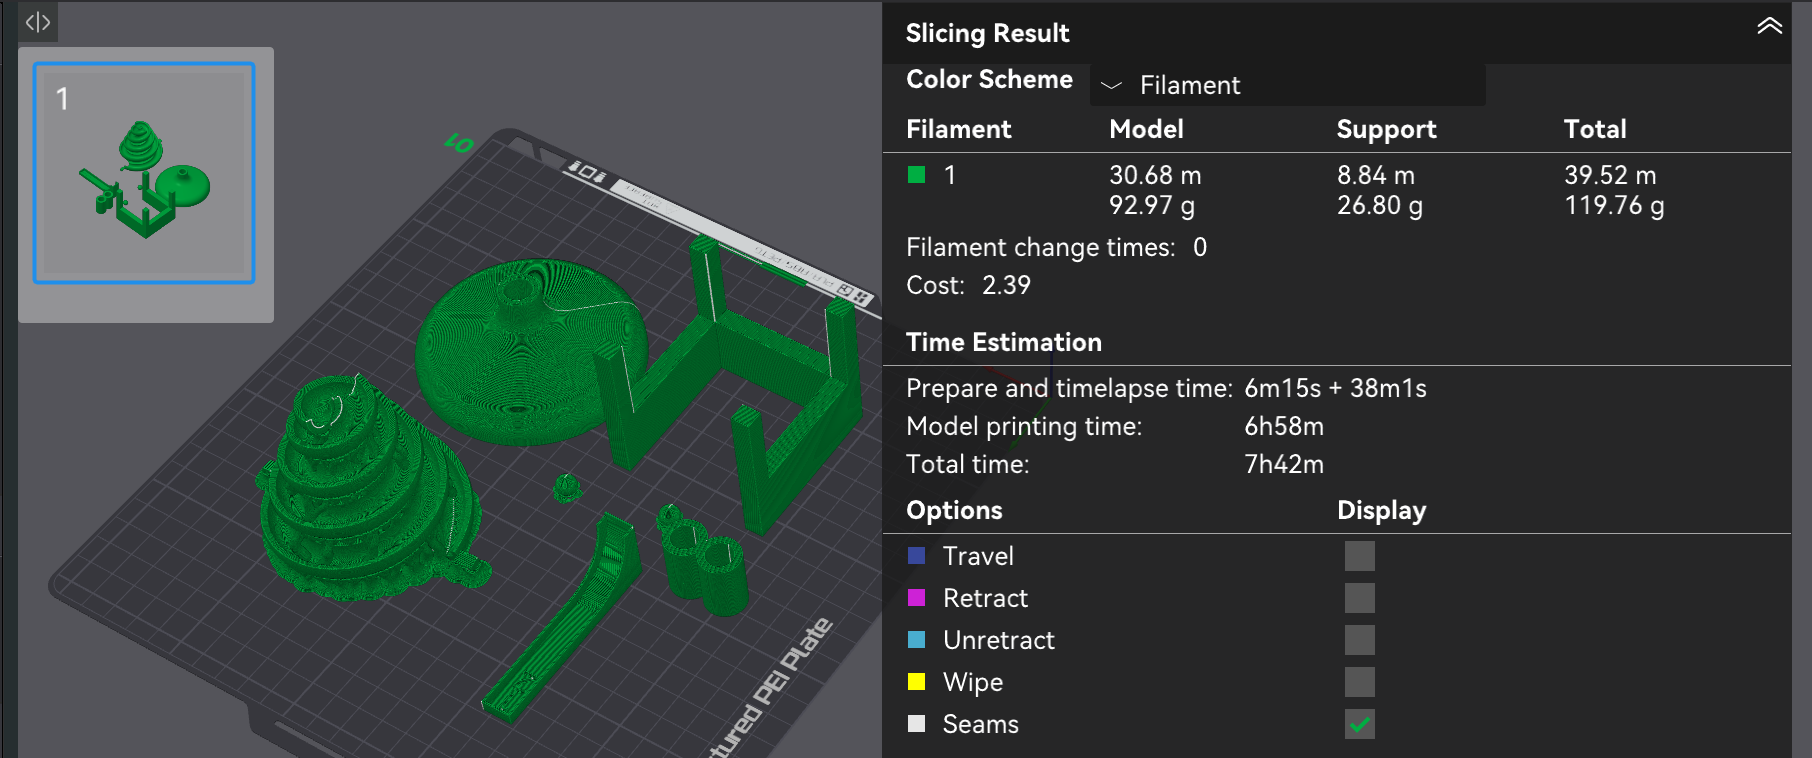 1
01
tured PEI Plate
Slicing Result
Color Scheme Filament
Filament Model Support Total
1 30.68 m 8.84 m 39.52 m
92.97 g 26.80 g 119.76 g
Filament change times: 0
Cost: 2.39
Time Estimation
Prepare and timelapse time: 6m15s + 38m1s
Model printing time: 6h58m
Total time: 7h42m
Options Display
Travel
Retract
Unretract
Wipe
Seams